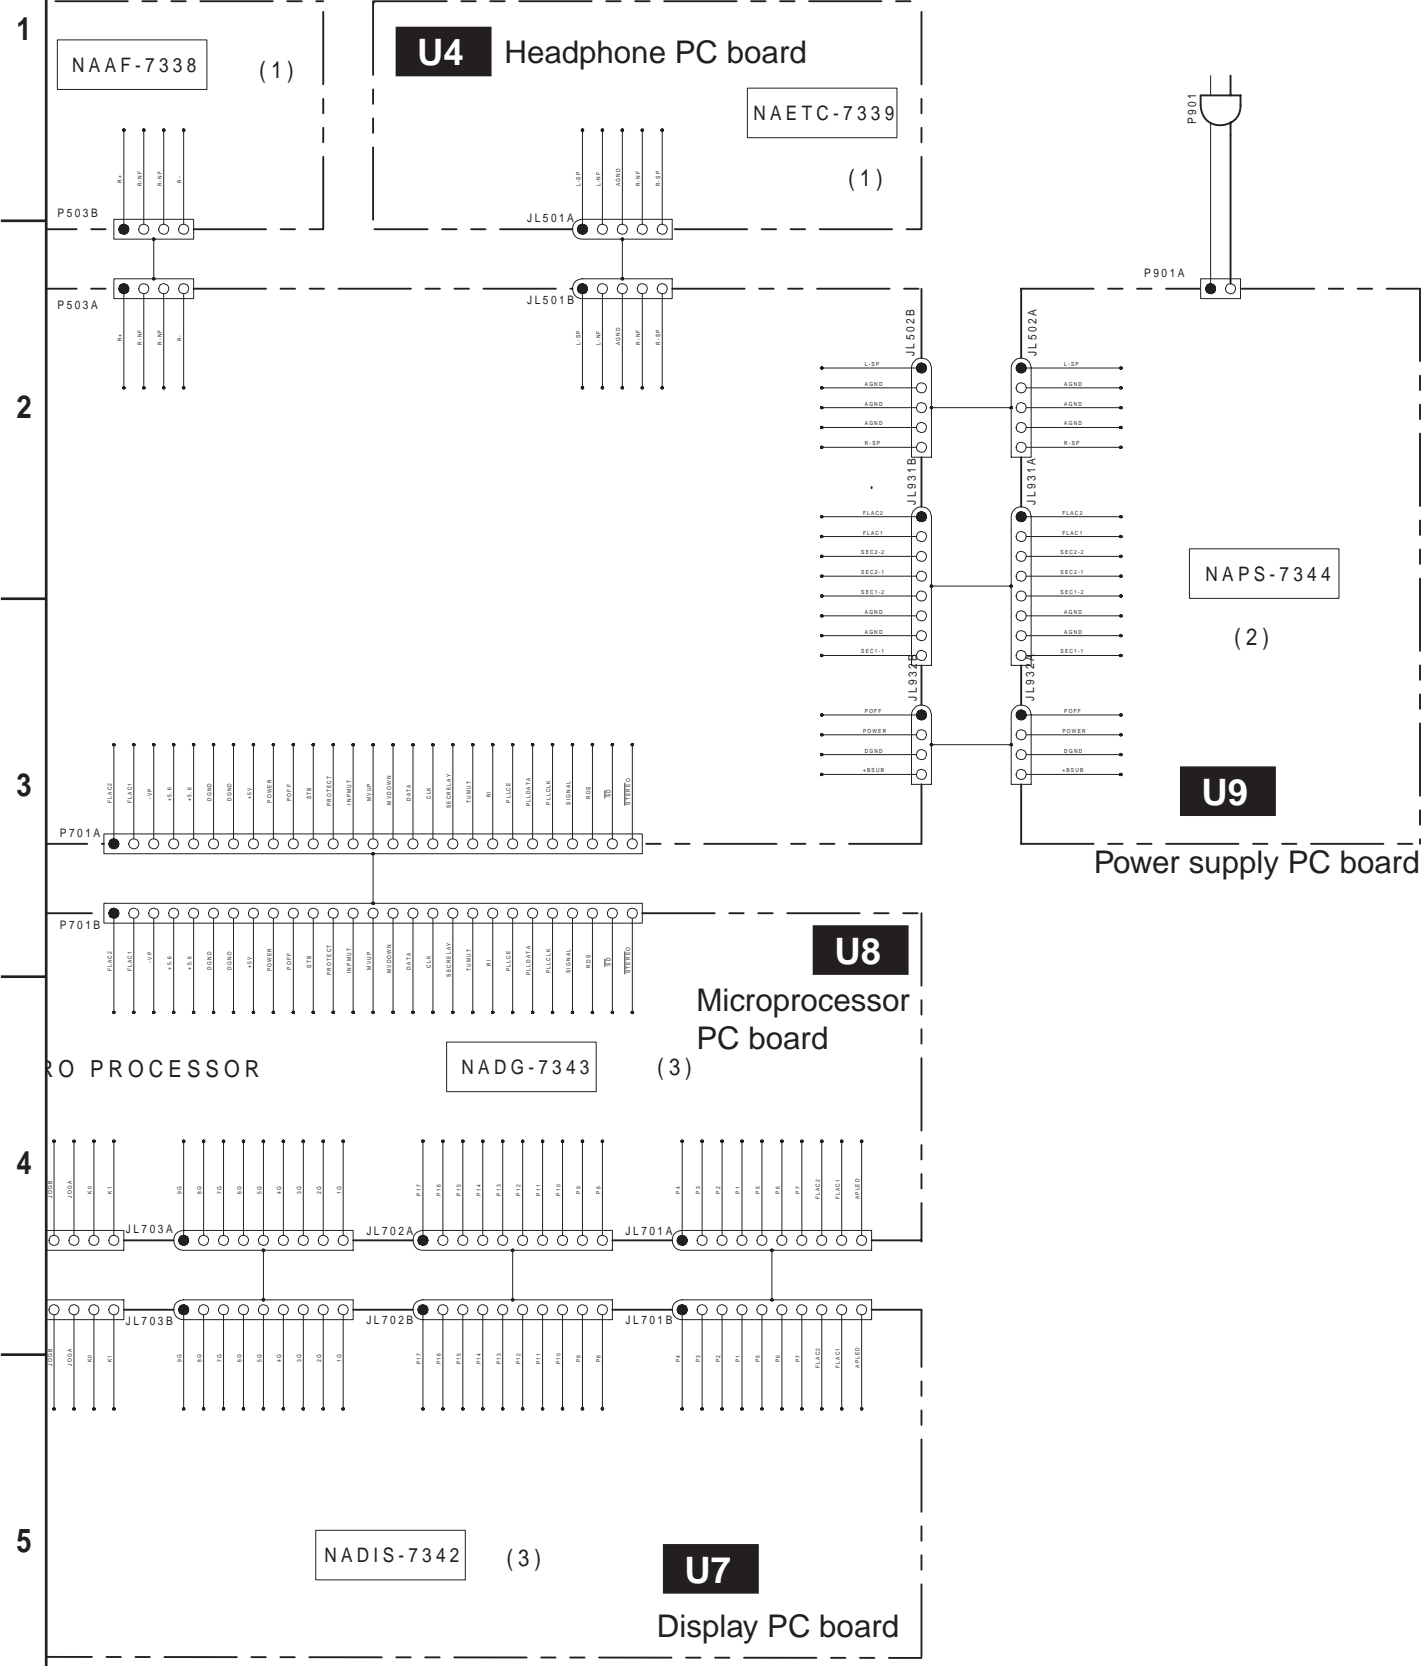 1
NAAF-7338
(1)
U4 Headphone PC board
NAETC-7339
(1)
P901
R+
R-NF
R-NF
R-
L-SP
L-NF
AGND
R-NF
R-SP
P503B
JL501A
P901A
P503A
JL501B
R+
R-NF
R-NF
R-
L-SP
L-NF
AGND
R-NF
R-SP
JL502B
JL502A
2
L-SP
AGND
AGND
AGND
R-SP
L-SP
AGND
AGND
AGND
R-SP
JL931B
JL931A
FLAC2
FLAC1
SEC2-2
SEC2-1
SEC1-2
AGND
AGND
SEC1-1
FLAC2
FLAC1
SEC2-2
SEC2-1
SEC1-2
AGND
AGND
SEC1-1
NAPS-7344
(2)
JL932B
JL932A
POFF
POWER
DGND
+BSUB
POFF
POWER
DGND
+BSUB
U9
Power supply PC board
3
FLAC2
FLAC1
-VP
+5.6
+5.6
DGND
DGND
+5V
POWER
POFF
STB
PROTECT
INPMUT
MVUP
MVDOWN
DATA
CLK
SECRELAY
TUMUT
RI
PLLCE
PLLDATA
PLLCLK
SIGNAL
RDS
SD
STEREO
P701A
P701B
FLAC2
FLAC1
-VP
+5.6
+5.6
DGND
DGND
+5V
POWER
POFF
STB
PROTECT
INPMUT
MVUP
MVDOWN
DATA
CLK
SECRELAY
TUMUT
RI
PLLCE
PLLDATA
PLLCLK
SIGNAL
RDS
SD
STEREO
U8
Microprocessor
PC board
RO PROCESSOR
NADG-7343
(3)
4
JOGB
JOGA
K0
K1
9G
8G
7G
6G
5G
4G
3G
2G
1G
P17
P16
P15
P14
P13
P12
P11
P10
P9
P8
P4
P3
P2
P1
P5
P6
P7
FLAC2
FLAC1
APLED
JL703A
JL702A
JL701A
JL703B
JL702B
JL701B
JOGB
JOGA
K0
K1
9G
8G
7G
6G
5G
4G
3G
2G
1G
P17
P16
P15
P14
P13
P12
P11
P10
P9
P8
P4
P3
P2
P1
P5
P6
P7
FLAC2
FLAC1
APLED
5
NADIS-7342
(3)
U7
Display PC board